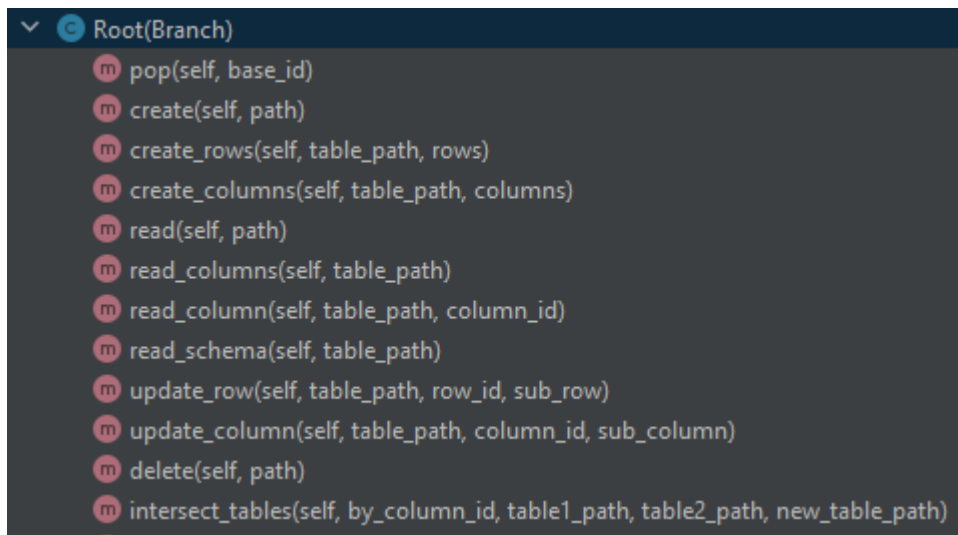 C Root(Branch)
m pop(self, base_id)
m create(self, path)
m create_rows(self, table_path, rows)
m create_columns(self, table_path, columns)
m read(self, path)
m read_columns(self, table_path)
m read_column(self, table_path, column_id)
m read_schema(self, table_path)
m update_row(self, table_path, row_id, sub_row)
m update_column(self, table_path, column_id, sub_column)
m delete(self, path)
m intersect_tables(self, by_column_id, table1_path, table2_path, new_table_path)